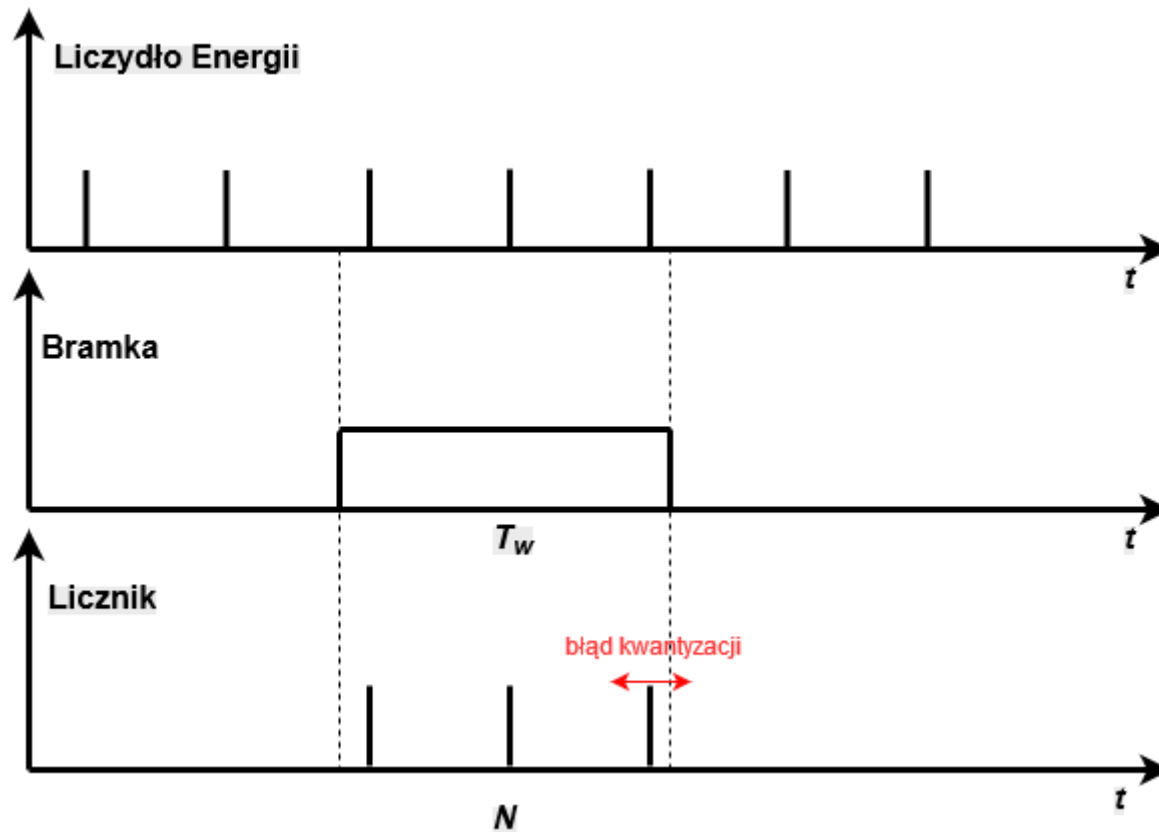 Liczydło Energii
t
Bramka
T_w
t
Licznik
błąd kwantyzacji
t
N